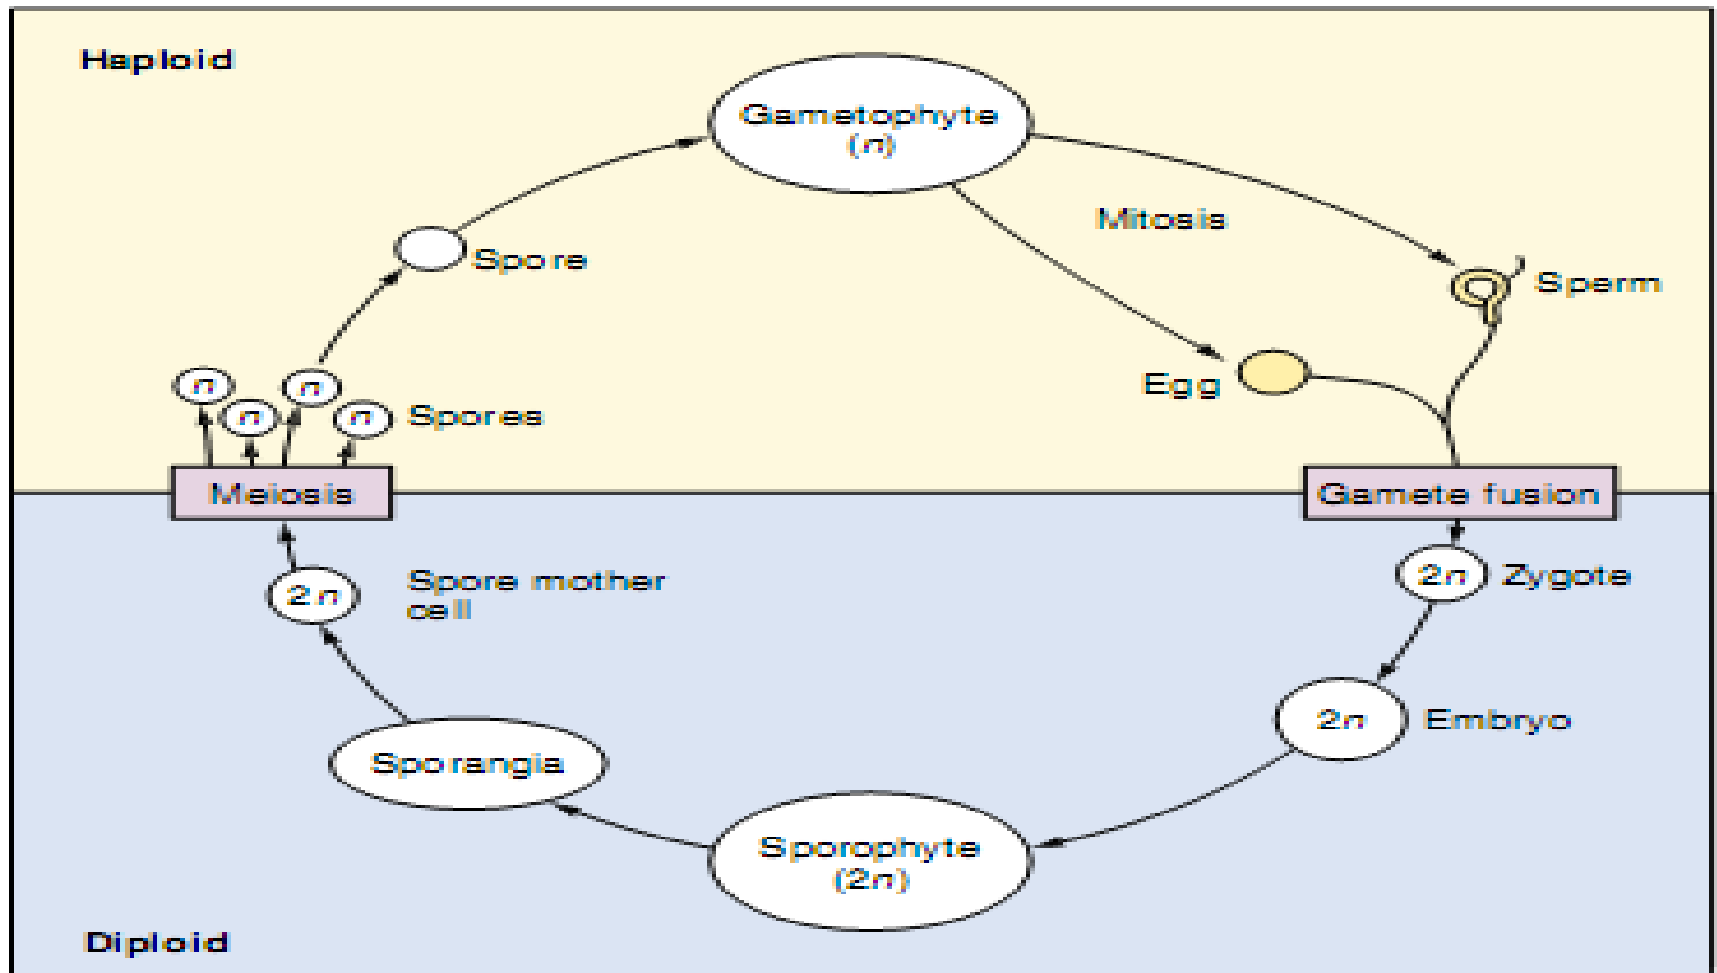 Haploid
Gametophyte
(n)
Mitosis
Spore
Sperm
Egg
n
n
n
n
Spores
Meiosis
Gamete fusion
2n
Spore mother
cell
2n
Zygote
2n
Embryo
Sporangia
Sporophyte
(2n)
Diploid